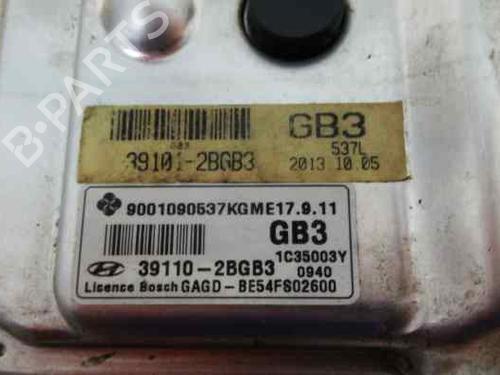 GB3
003
537L
39101-2BGB3
2013 10.05
9001090537KGME17.9.11
GB3
1C35003Y
39110-2BGB3
0940
Lisence Bosch GAGD-BE54FS02600
B-PARTS